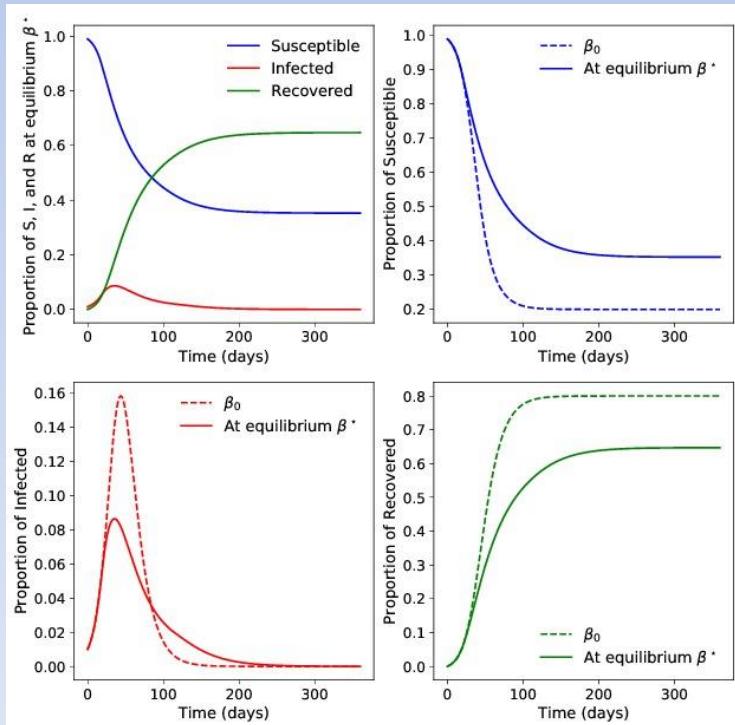 Proportion of S, I, and R at equilibrium β*
1.0
0.8
0.6
0.4
0.2
0.0
Susceptible
Infected
Recovered
0
100
200
300
Time (days)
Proportion of Susceptible
1.0
0.9
0.8
0.7
0.6
0.5
0.4
0.3
0.2
β₀
At equilibrium β*
0
100
200
300
Time (days)
Proportion of Infected
0.16
0.14
0.12
0.10
0.08
0.06
0.04
0.02
0.00
β₀
At equilibrium β*
0
100
200
300
Time (days)
Proportion of Recovered
0.8
0.7
0.6
0.5
0.4
0.3
0.2
0.1
0.0
β₀
At equilibrium β*
0
100
200
300
Time (days)